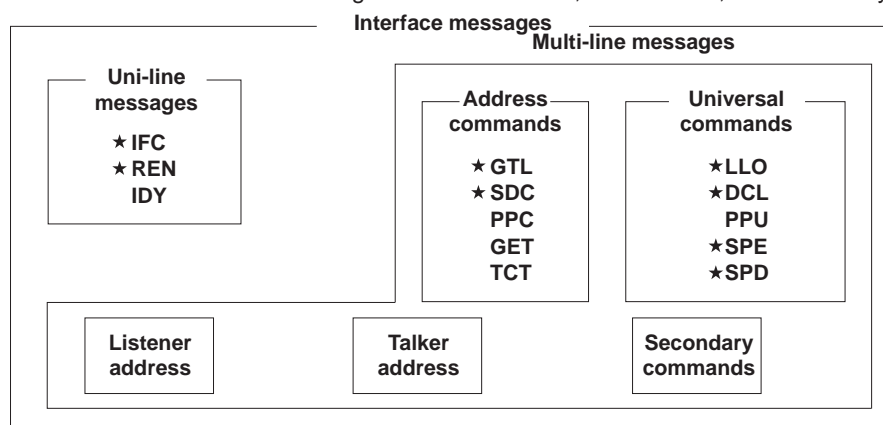 Interface messages
Multi-line messages
Uni-line
messages
★ IFC
★ REN
IDY
Address
commands
★ GTL
★ SDC
PPC
GET
TCT
Universal
commands
★LLO
★DCL
PPU
★SPE
★SPD
Listener
address
Talker
address
Secondary
commands